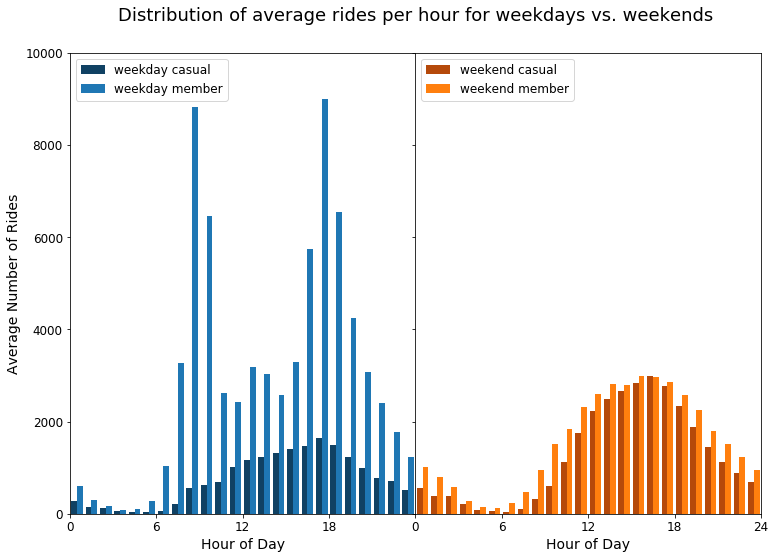 Distribution of average rides per hour for weekdays vs. weekends
weekday casual
weekday member
weekend casual
weekend member
Average Number of Rides
10000
8000
6000
4000
2000
0
0 6 12 18 0 6 12 18 24
Hour of Day Hour of Day